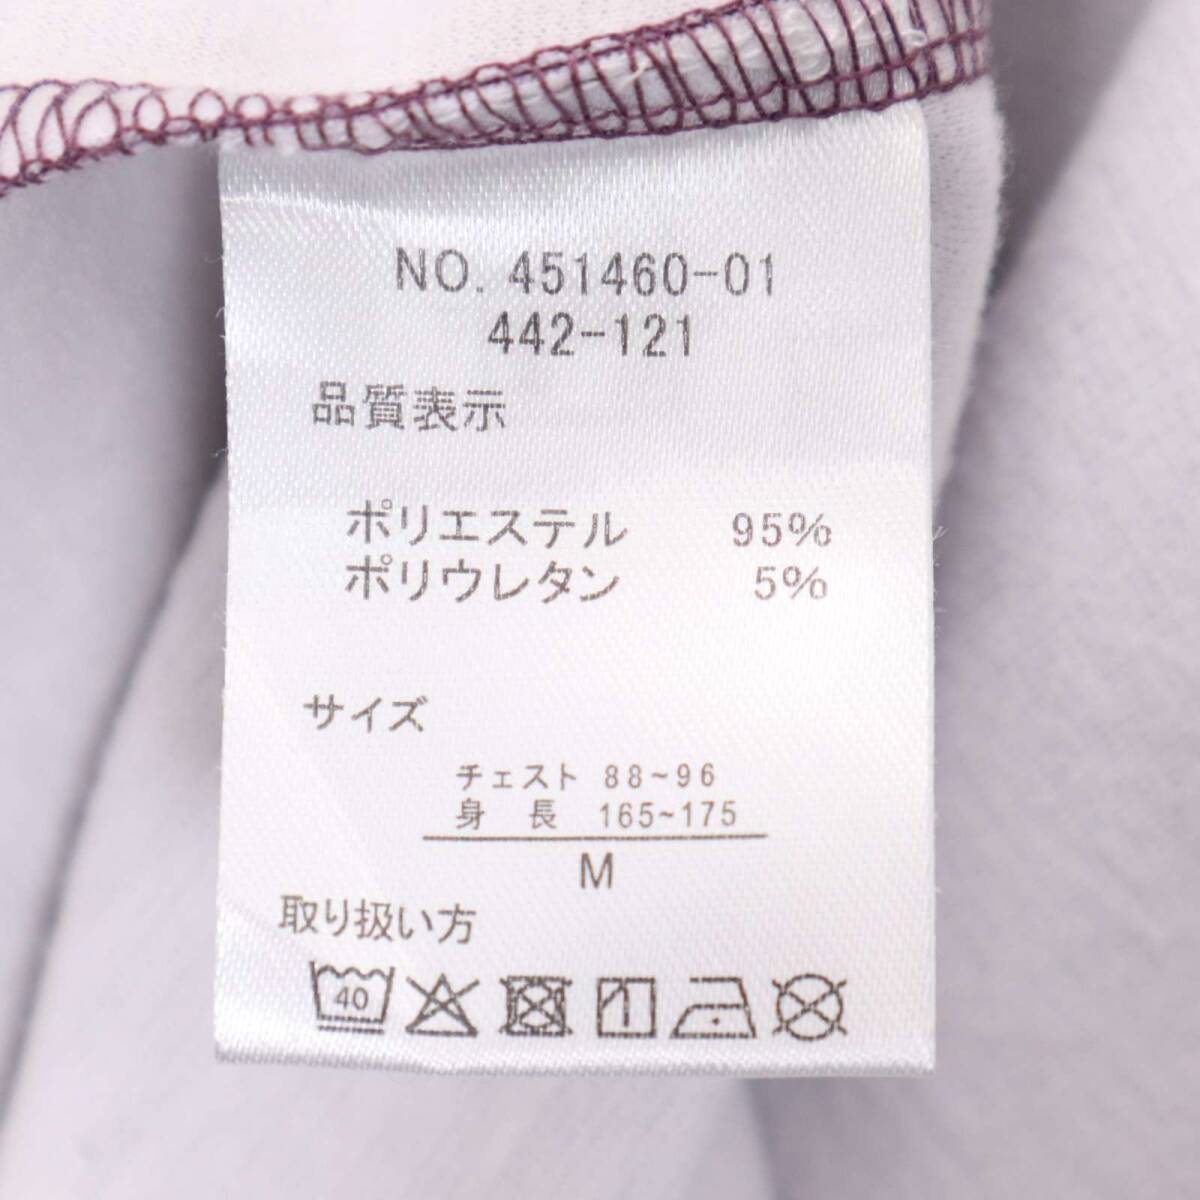 NO. 451460-01
442-121
品質表示
ポリエステル 95%
ポリウレタン 5%
サイズ
チェスト 88~96
身 長 165~175
M
取り扱い方
40